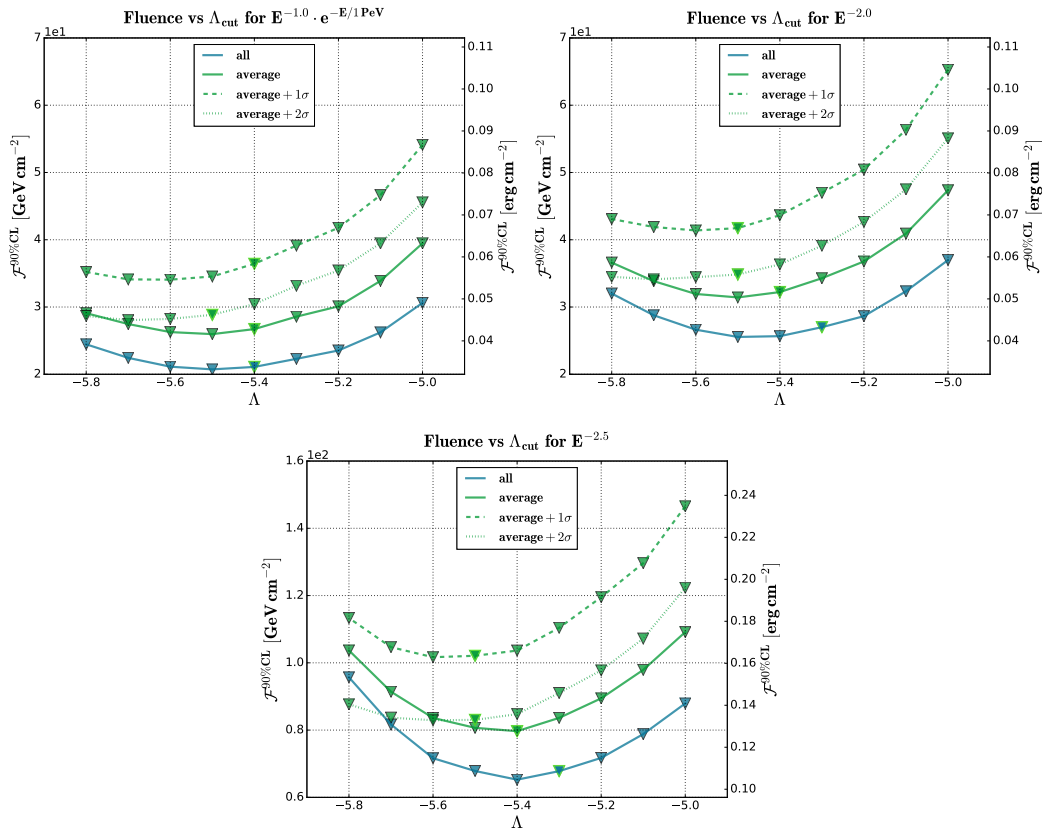 Fluence vs Λcut for E^−1.0 · e^−E/1 PeV
7 1e1
6
5
4
3
2
0.11
0.10
0.09
0.08
0.07
0.06
0.05
0.04
−5.8 −5.6 −5.4 −5.2 −5.0
Λ
ℱ^90%CL [GeV cm^−2]
ℱ^90%CL [erg cm^−2]
all
average
average + 1σ
average + 2σ
Fluence vs Λcut for E^−2.0
7 1e1
6
5
4
3
2
0.11
0.10
0.09
0.08
0.07
0.06
0.05
0.04
−5.8 −5.6 −5.4 −5.2 −5.0
Λ
ℱ^90%CL [GeV cm^−2]
ℱ^90%CL [erg cm^−2]
all
average
average + 1σ
average + 2σ
Fluence vs Λcut for E^−2.5
1.6 1e2
1.4
1.2
1.0
0.8
0.6
0.24
0.22
0.20
0.18
0.16
0.14
0.12
0.10
−5.8 −5.6 −5.4 −5.2 −5.0
Λ
ℱ^90%CL [GeV cm^−2]
ℱ^90%CL [erg cm^−2]
all
average
average + 1σ
average + 2σ